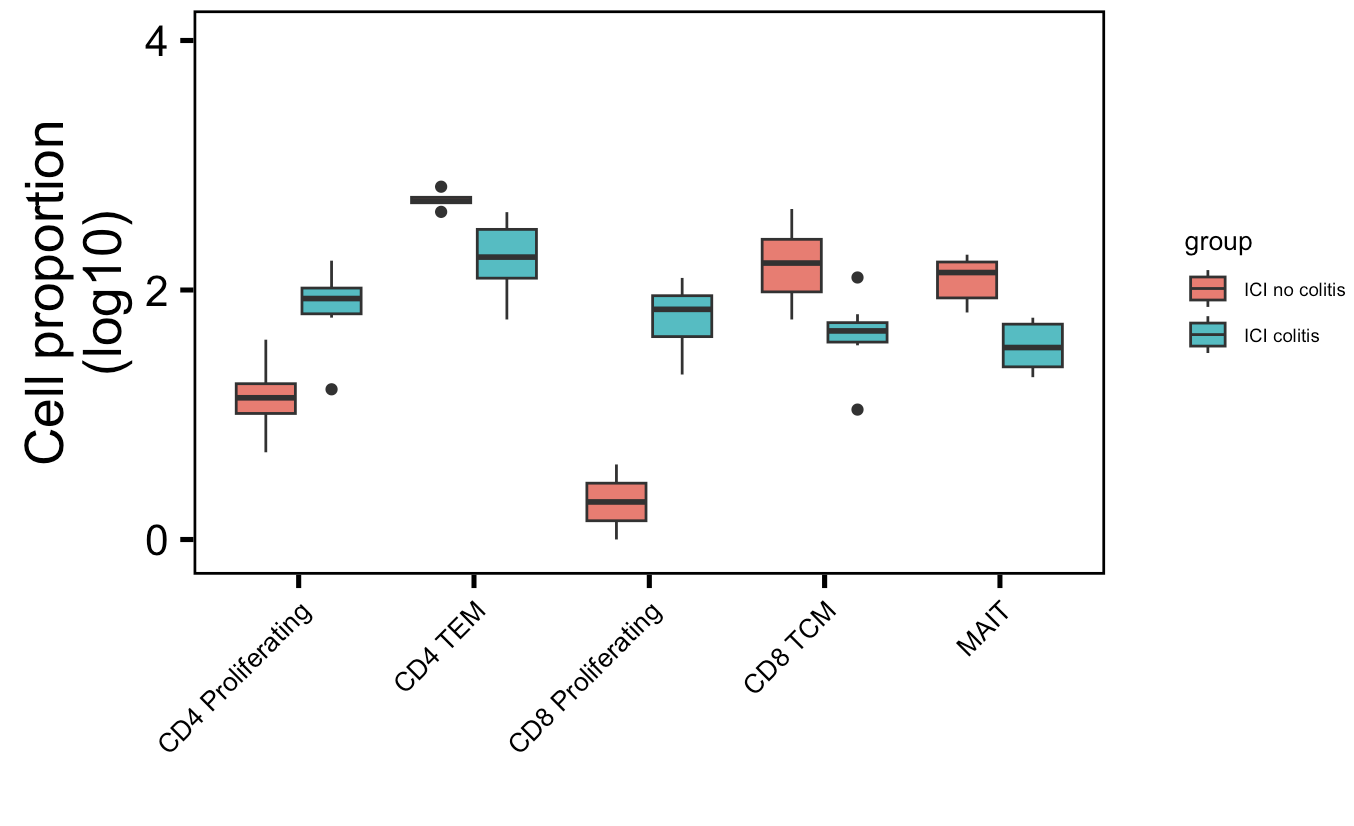 Cell proportion
(log10)
4
2
0
CD4 Proliferating
CD4 TEM
CD8 Proliferating
CD8 TCM
MAIT
group
ICI no colitis
ICI colitis